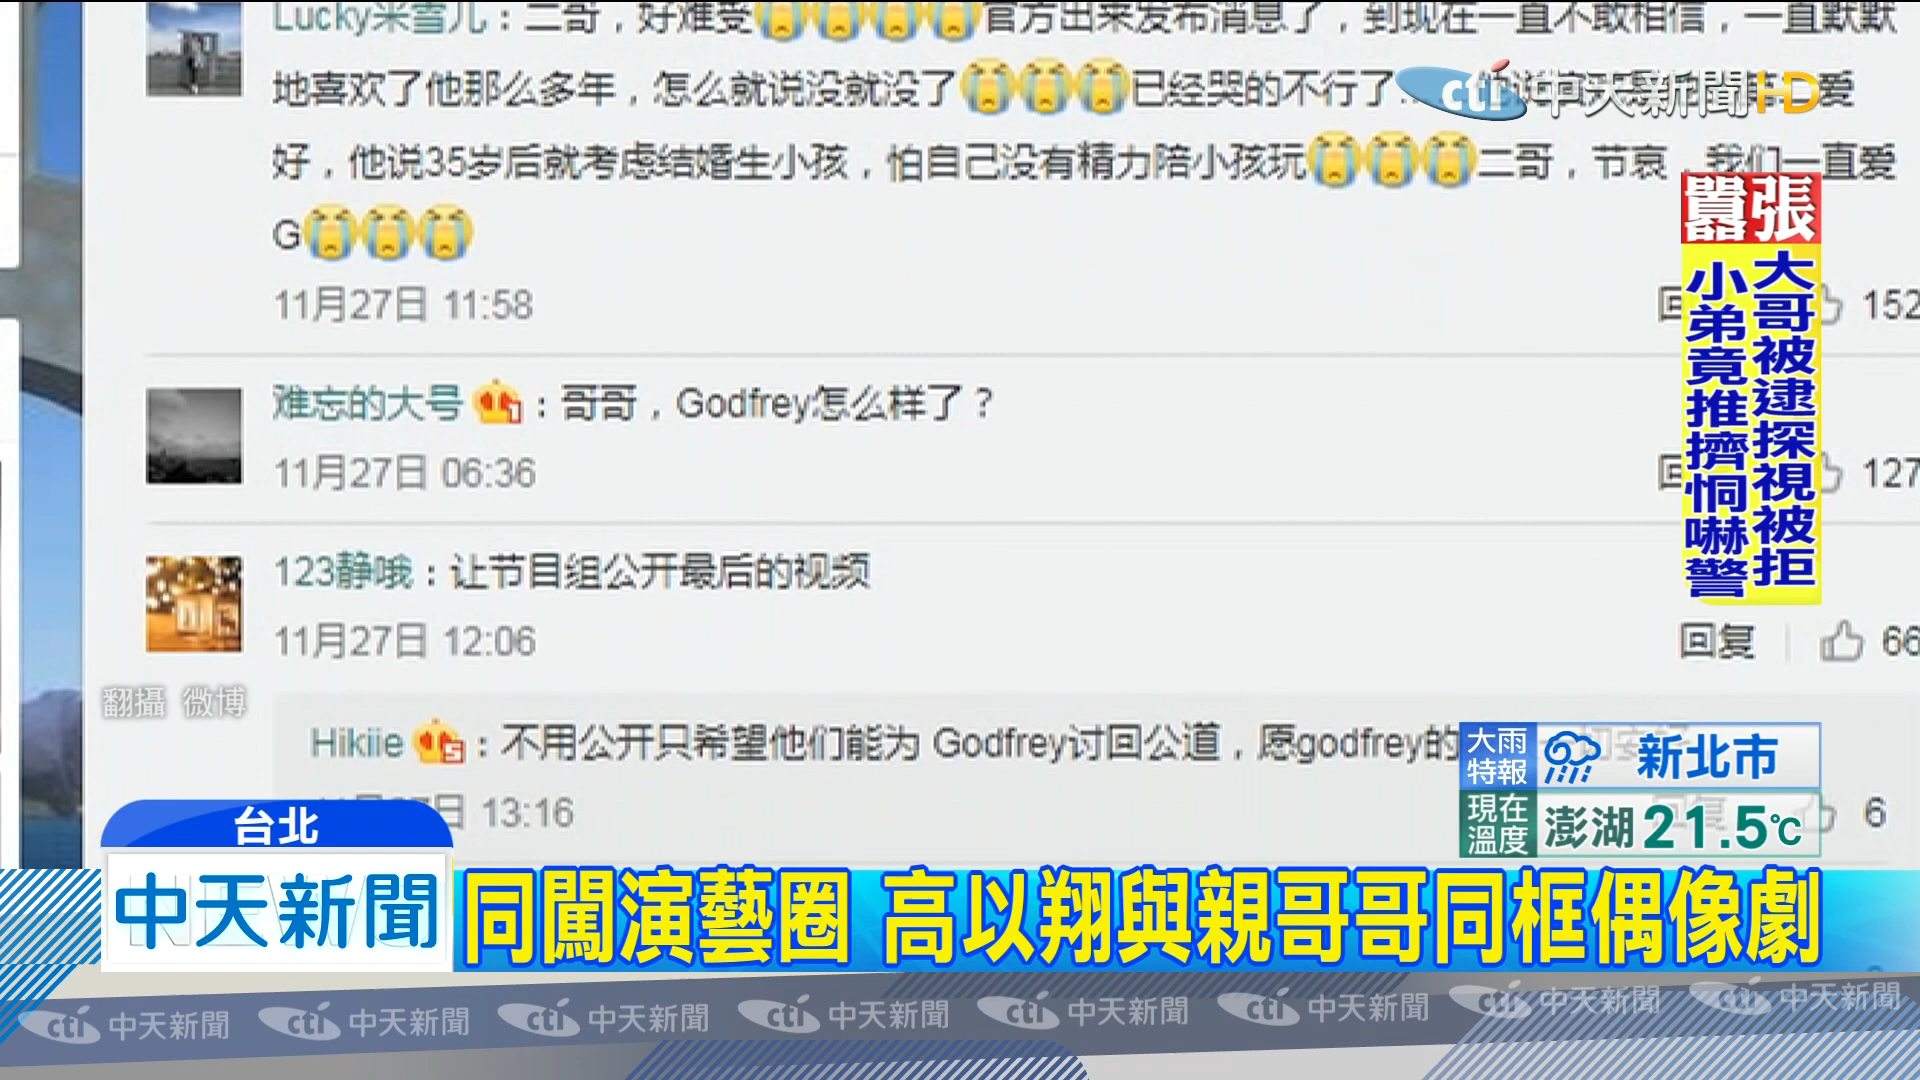 Lucky米雪儿：二哥，好难受官方出来发布消息了，到现在一直不敢相信，一直默默
地喜欢了他那么多年，怎么就说没就没了已经哭的不行了...爱
cti 中天新聞HD
好，他说35岁后就考虑结婚生小孩，怕自己没有精力陪小孩玩二哥，节哀，我们一直爱
G
11月27日 11:58
152
囂張
大哥被逮探視被拒
小弟竟推擠恫嚇警
难忘的大号：哥哥，Godfrey怎么样了？
11月27日 06:36
127
123静哦：让节目组公开最后的视频
11月27日 12:06
回复
66
翻攝 微博
Hikiie：不用公开只希望他们能为 Godfrey讨回公道，愿godfrey的
日 13:16
6
大雨特報
新北市
現在溫度
澎湖 21.5℃
台北
中天新聞
同闖演藝圈 高以翔與親哥哥同框偶像劇
cti 中天新聞 cti 中天新聞 cti 中天新聞 cti 中天新聞 cti 中天新聞 cti 中天新聞 cti 中天新聞 cti 中天新聞